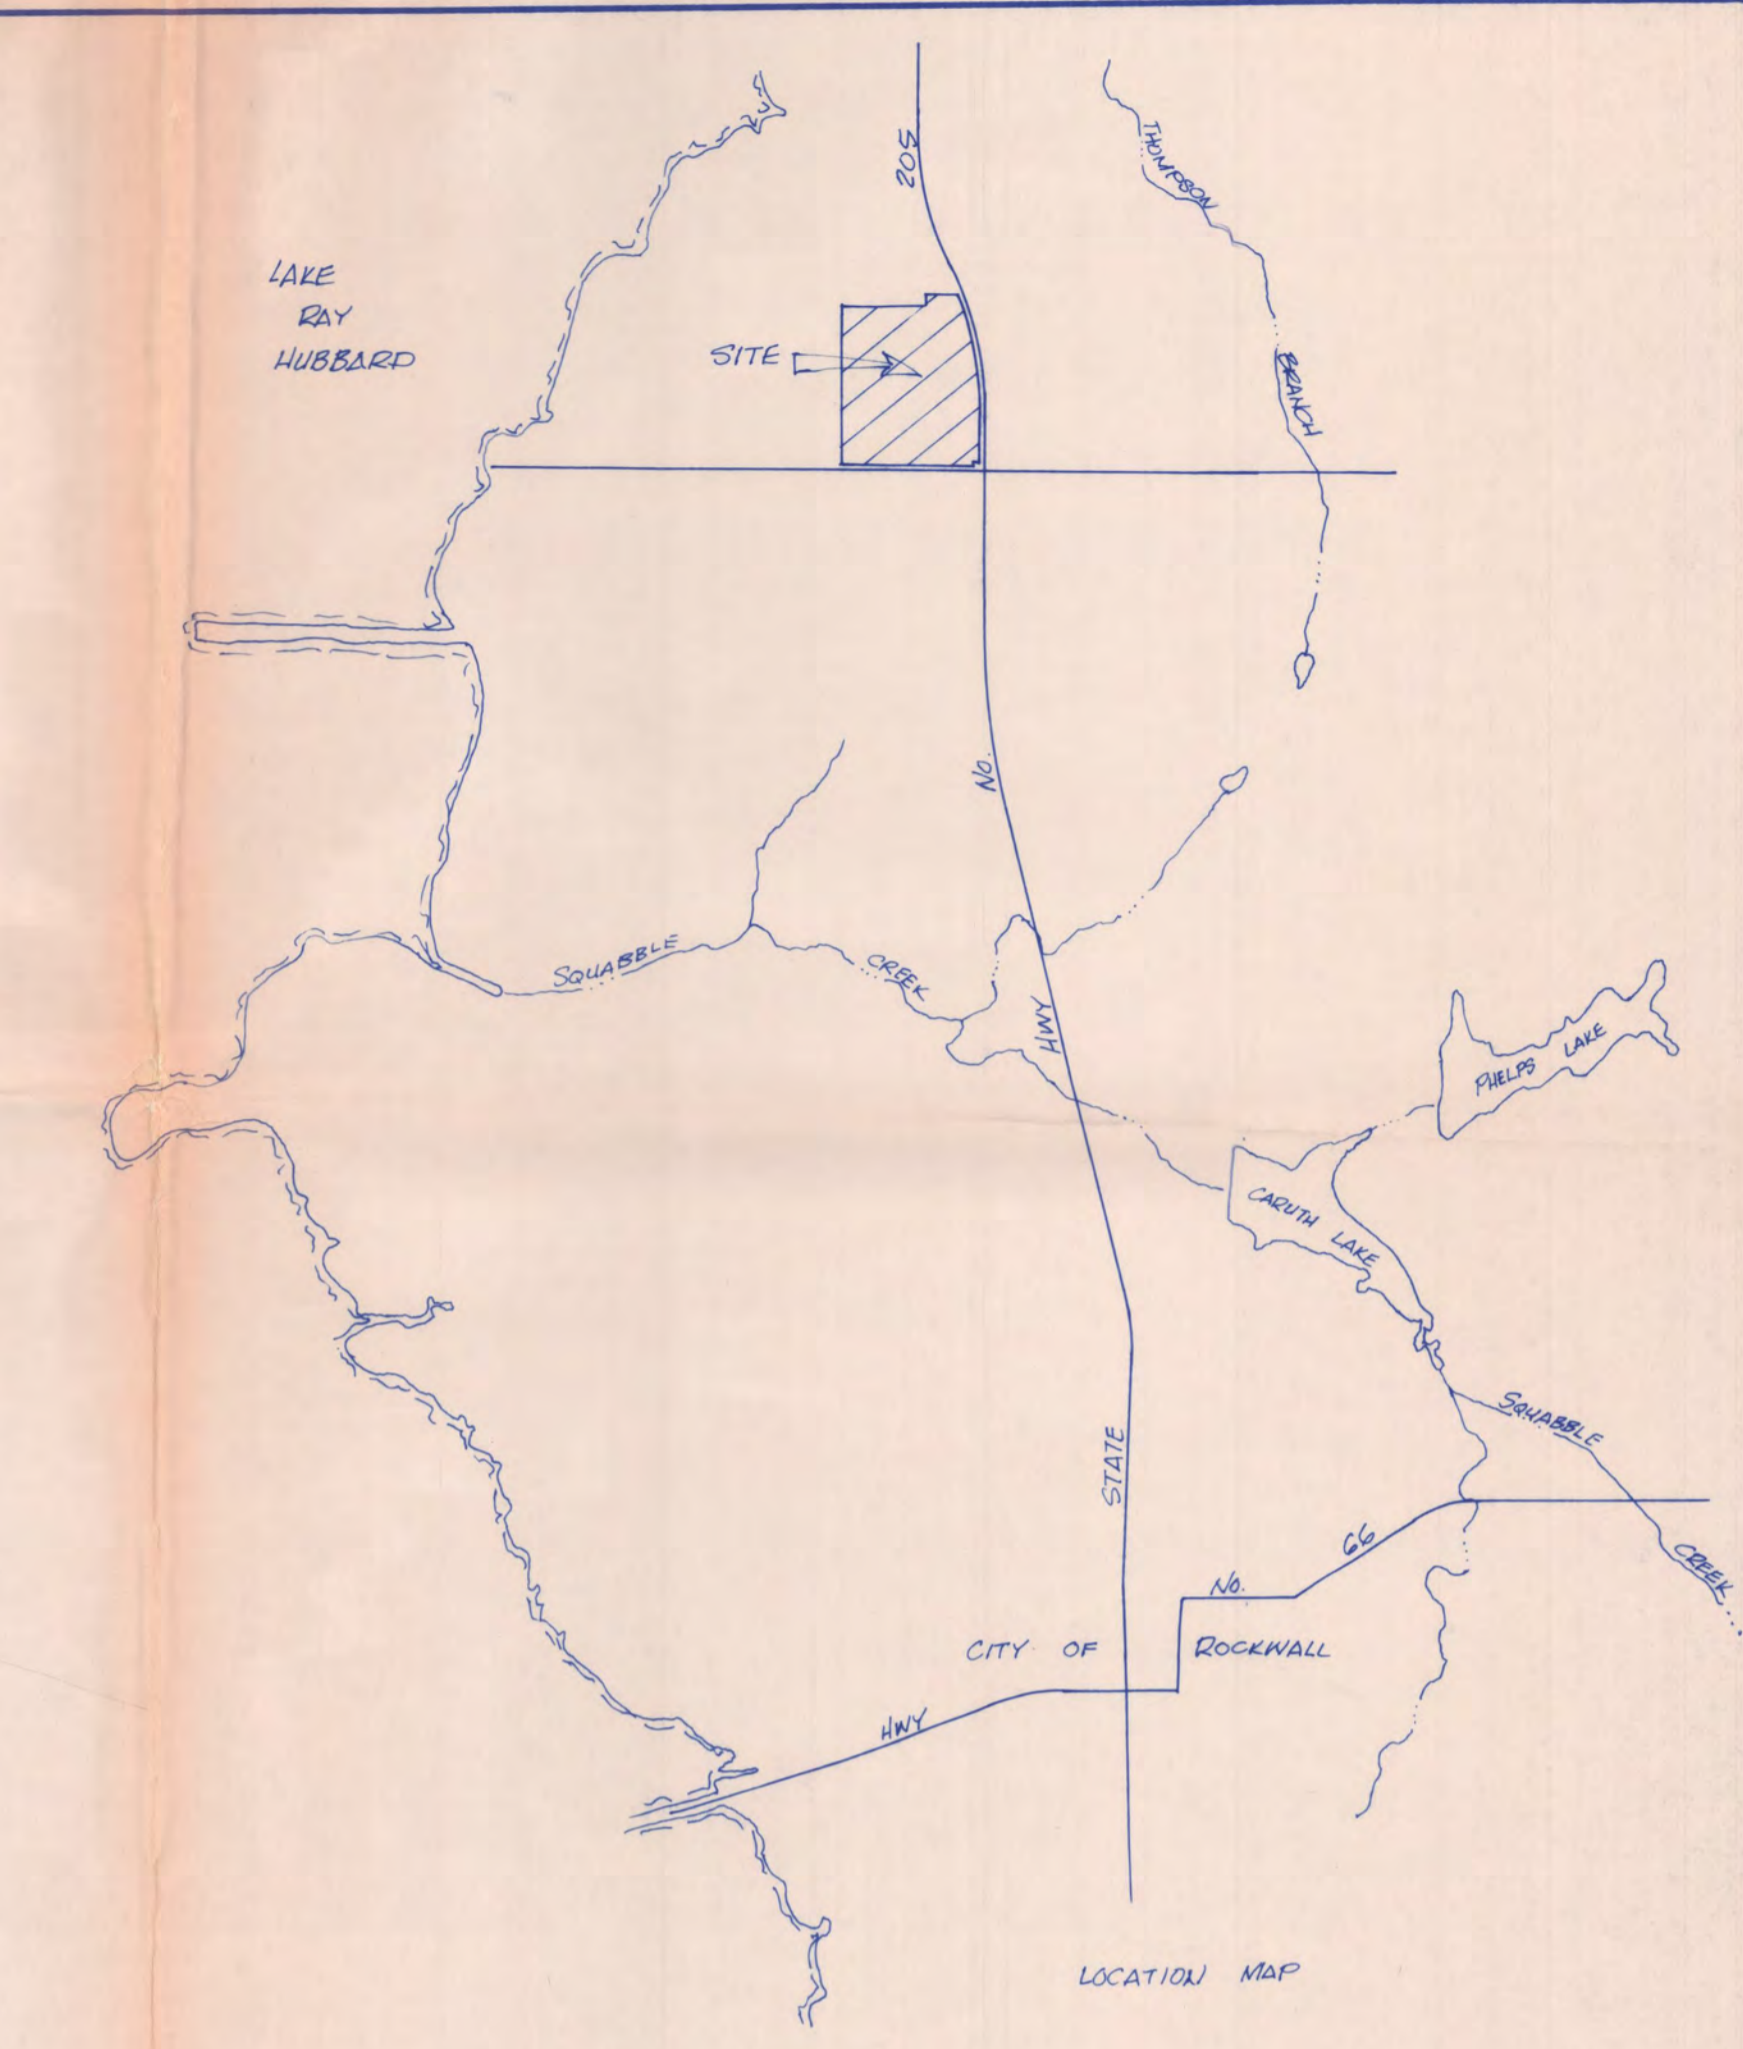 205
THOMPSON
BRANCH
LAKE
RAY
HUBBARD
SITE
No.
SQUABBLE
CREEK
HWY
PHELPS LAKE
CARUTH LAKE
STATE
SQUABBLE
CREEK
66
No.
CITY OF ROCKWALL
HWY
LOCATION MAP